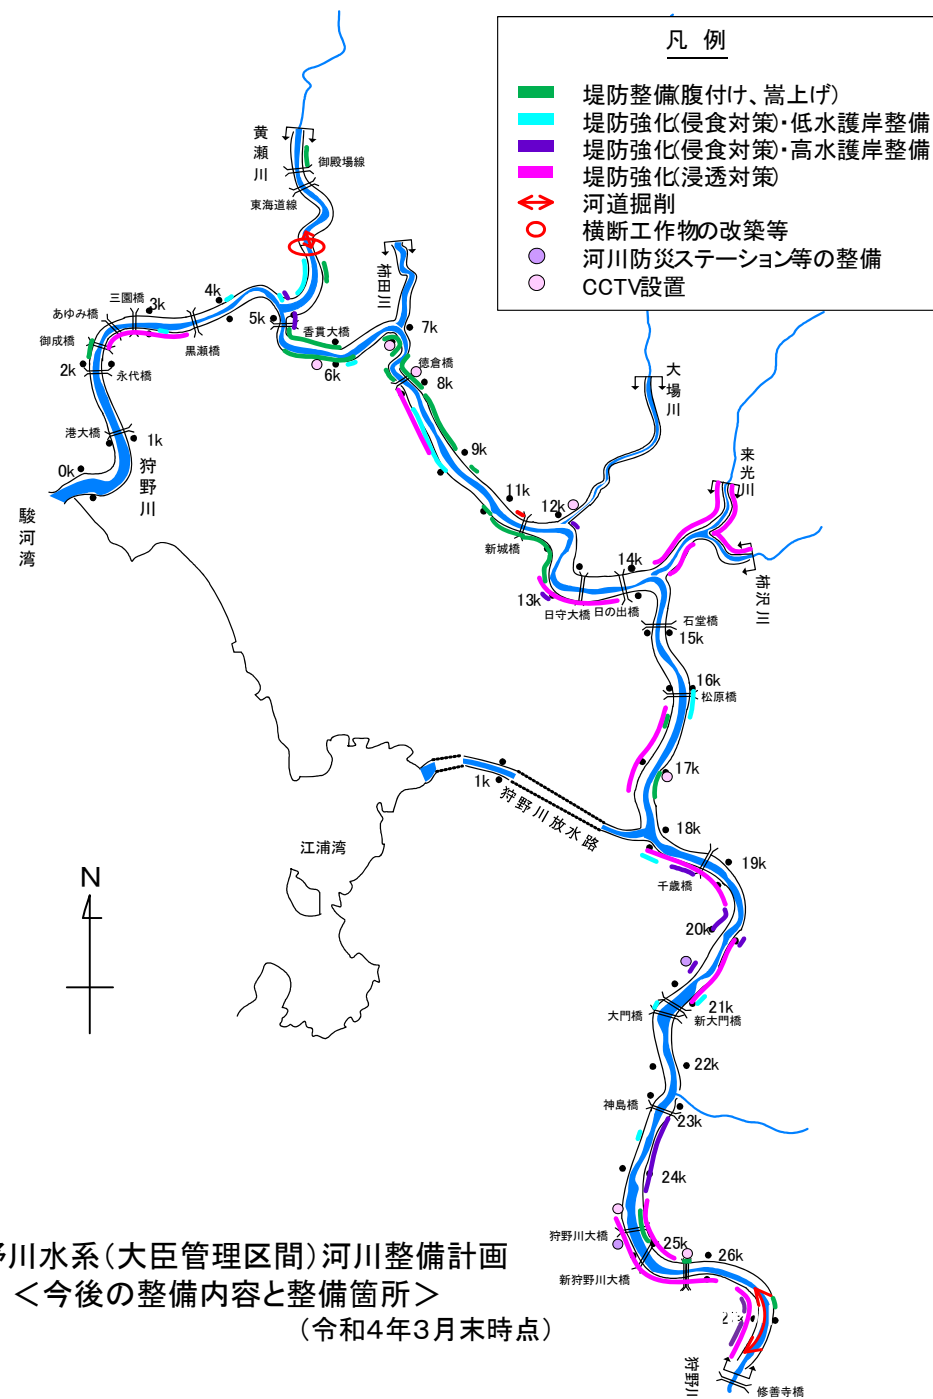 凡 例
堤防整備(腹付け、嵩上げ)
堤防強化(侵食対策)・低水護岸整備
堤防強化(侵食対策)・高水護岸整備
堤防強化(浸透対策)
河道掘削
横断工作物の改築等
河川防災ステーション等の整備
CCTV設置
黄瀬川
御殿場線
東海道線
柿田川
三園橋
3k
4k
あゆみ橋
御成橋
黒瀬橋
5k
香貫大橋
7k
6k
徳倉橋
8k
2k
永代橋
大場川
港大橋
1k
0k
狩野川
9k
来光川
11k
12k
駿河湾
新城橋
14k
柿沢川
13k
日守大橋
日の出橋
石堂橋
15k
16k
松原橋
17k
1k
狩野川放水路
18k
江浦湾
19k
千歳橋
N
20k
21k
大門橋
新大門橋
22k
神島橋
23k
24k
狩野川大橋
25k
26k
新狩野川大橋
野川水系(大臣管理区間)河川整備計画
<今後の整備内容と整備箇所>
(令和4年3月末時点)
狩野川
修善寺橋